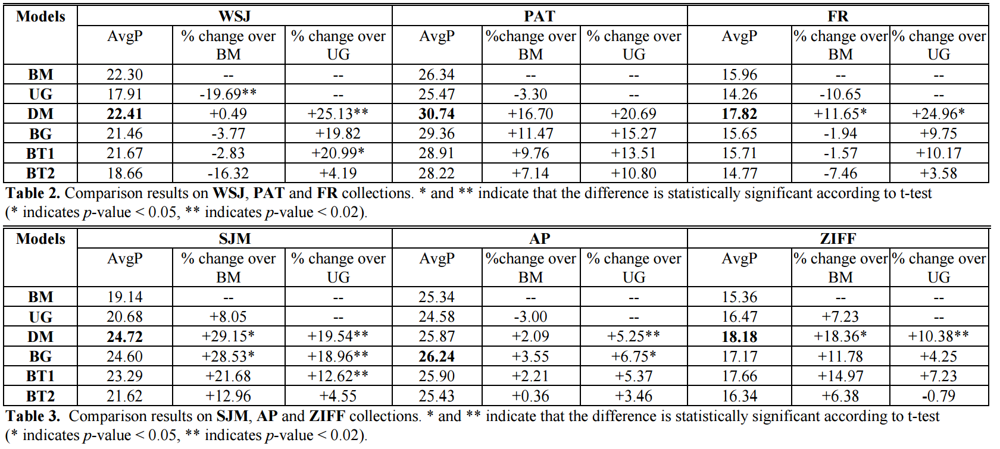 Models WSJ PAT FR
AvgP % change over BM % change over UG AvgP %change over BM % change over UG AvgP % change over BM % change over UG
BM 22.30 -- -- 26.34 -- -- 15.96 -- --
UG 17.91 -19.69** -- 25.47 -3.30 -- 14.26 -10.65 --
DM 22.41 +0.49 +25.13** 30.74 +16.70 +20.69 17.82 +11.65* +24.96*
BG 21.46 -3.77 +19.82 29.36 +11.47 +15.27 15.65 -1.94 +9.75
BT1 21.67 -2.83 +20.99* 28.91 +9.76 +13.51 15.71 -1.57 +10.17
BT2 18.66 -16.32 +4.19 28.22 +7.14 +10.80 14.77 -7.46 +3.58
Table 2. Comparison results on WSJ, PAT and FR collections. * and ** indicate that the difference is statistically significant according to t-test
(* indicates p-value < 0.05, ** indicates p-value < 0.02).
Models SJM AP ZIFF
AvgP % change over BM % change over UG AvgP %change over BM % change over UG AvgP % change over BM % change over UG
BM 19.14 -- -- 25.34 -- -- 15.36 -- --
UG 20.68 +8.05 -- 24.58 -3.00 -- 16.47 +7.23 --
DM 24.72 +29.15* +19.54** 25.87 +2.09 +5.25** 18.18 +18.36* +10.38**
BG 24.60 +28.53* +18.96** 26.24 +3.55 +6.75* 17.17 +11.78 +4.25
BT1 23.29 +21.68 +12.62** 25.90 +2.21 +5.37 17.66 +14.97 +7.23
BT2 21.62 +12.96 +4.55 25.43 +0.36 +3.46 16.34 +6.38 -0.79
Table 3. Comparison results on SJM, AP and ZIFF collections. * and ** indicate that the difference is statistically significant according to t-test
(* indicates p-value < 0.05, ** indicates p-value < 0.02).